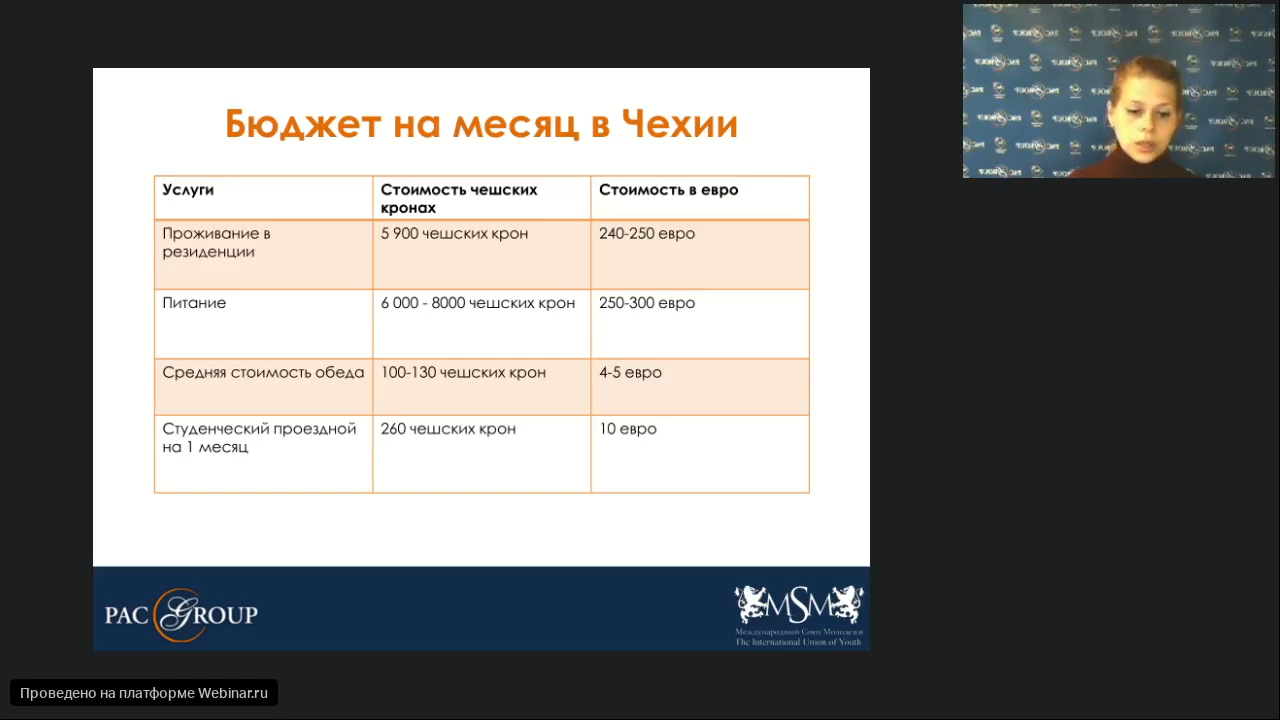 Бюджет на месяц в Чехии
Услуги
Стоимость чешских
кронах
Стоимость в евро
Проживание в
резиденции
5 900 чешских крон
240-250 евро
Питание
6 000 - 8000 чешских крон
250-300 евро
Средняя стоимость обеда
100-130 чешских крон
4-5 евро
Студенческий проездной
на 1 месяц
260 чешских крон
10 евро
PAC GROUP
MSM
Международный Союз Молодежи
The International Union of Youth
Проведено на платформе Webinar.ru